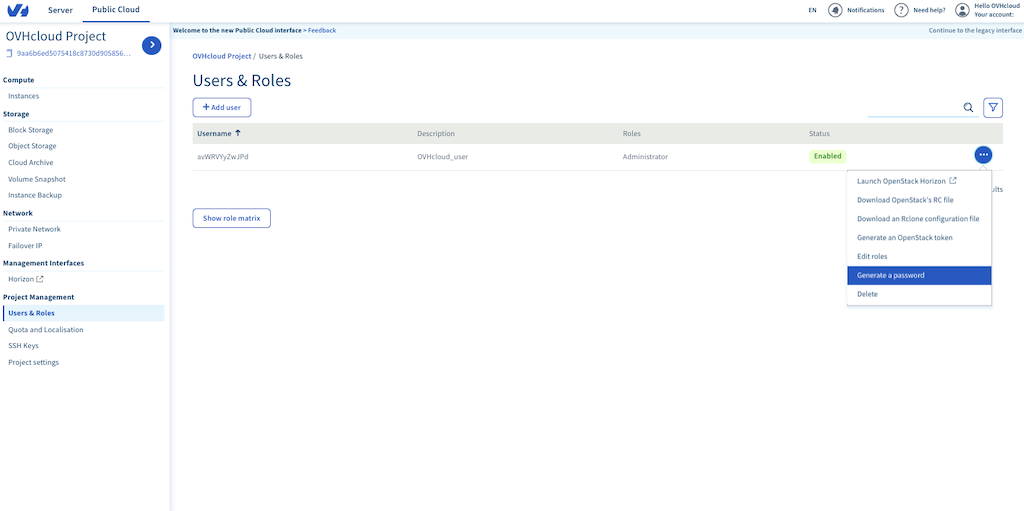 Server
Public Cloud
EN
Notifications
?
Need help?
Hello OVHcloud
Your account:
OVHcloud Project
9aa6b6ed5075418c8730d905856...
Compute
Instances
Storage
Block Storage
Object Storage
Cloud Archive
Volume Snapshot
Instance Backup
Network
Private Network
Failover IP
Management Interfaces
Horizon
Project Management
Users & Roles
Quota and Localisation
SSH Keys
Project settings
Welcome to the new Public Cloud interface > Feedback
Continue to the legacy interface
OVHcloud Project / Users & Roles
Users & Roles
+ Add user
Username Description Roles Status
avWRVYyZwJPd OVHcloud_user Administrator Enabled
ults
Show role matrix
Launch OpenStack Horizon
Download OpenStack's RC file
Download an Rclone configuration file
Generate an OpenStack token
Edit roles
Generate a password
Delete